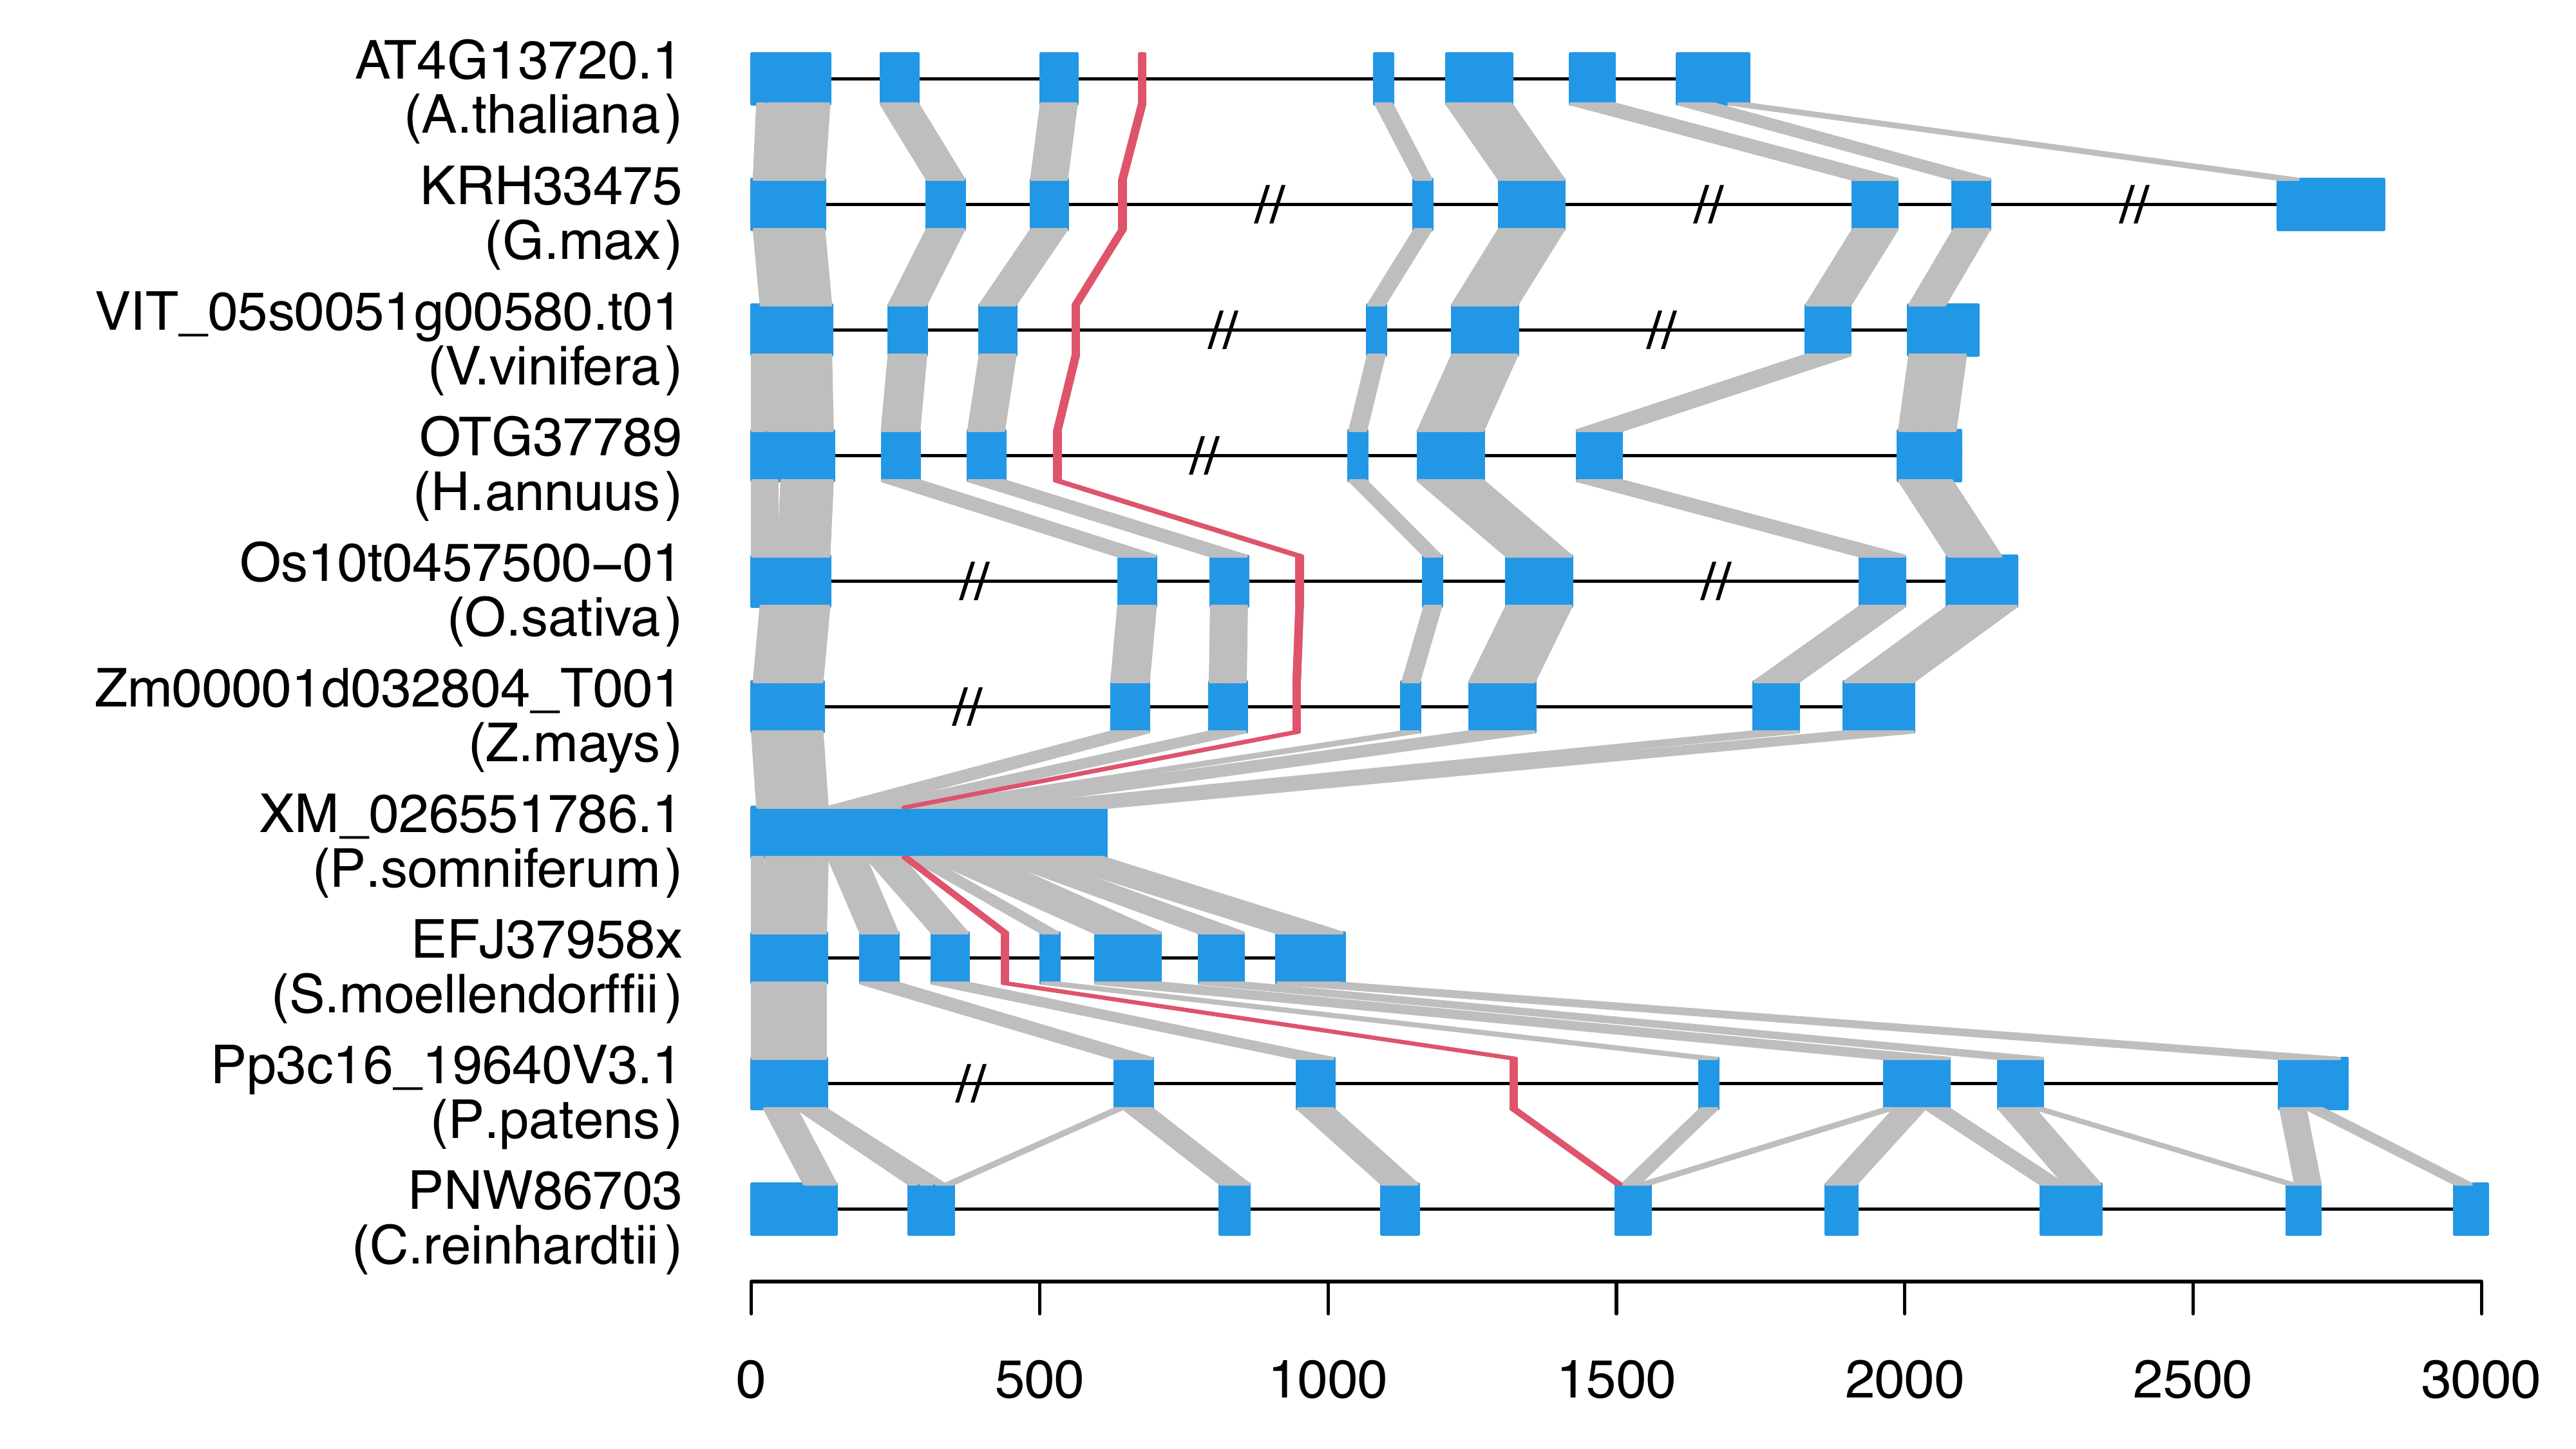 AT4G13720.1
(A.thaliana)
KRH33475
(G.max)
VIT_05s0051g00580.t01
(V.vinifera)
OTG37789
(H.annuus)
Os10t0457500−01
(O.sativa)
Zm00001d032804_T001
(Z.mays)
XM_026551786.1
(P.somniferum)
EFJ37958x
(S.moellendorffii)
Pp3c16_19640V3.1
(P.patens)
PNW86703
(C.reinhardtii)
0 500 1000 1500 2000 2500 3000